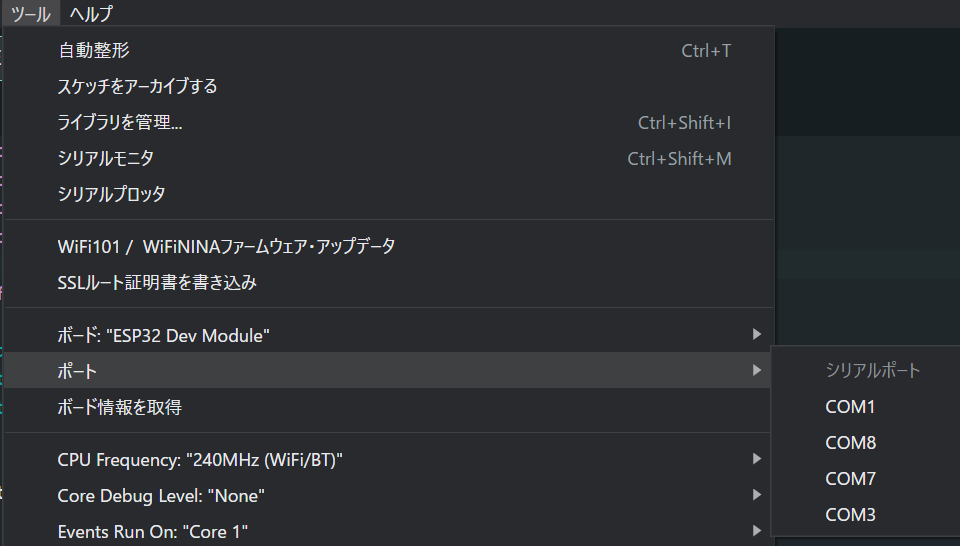 ツール ヘルプ
自動整形 Ctrl+T
スケッチをアーカイブする
ライブラリを管理... Ctrl+Shift+I
シリアルモニタ Ctrl+Shift+M
シリアルプロッタ
WiFi101 / WiFiNINAファームウェア・アップデータ
SSLルート証明書を書き込み
ボード: "ESP32 Dev Module"
ポート
ボード情報を取得
CPU Frequency: "240MHz (WiFi/BT)"
Core Debug Level: "None"
Events Run On: "Core 1"
シリアルポート
COM1
COM8
COM7
COM3